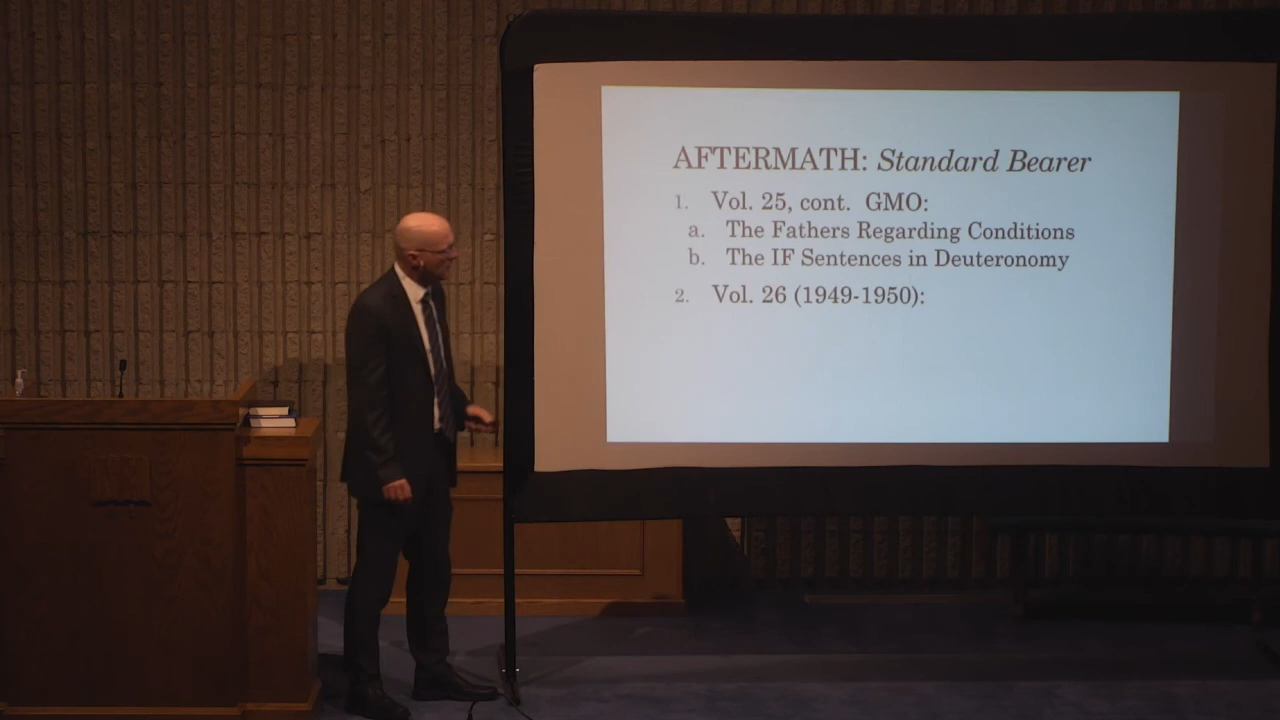 AFTERMATH: Standard Bearer
1. Vol. 25, cont. GMO:
a. The Fathers Regarding Conditions
b. The IF Sentences in Deuteronomy
2. Vol. 26 (1949-1950):